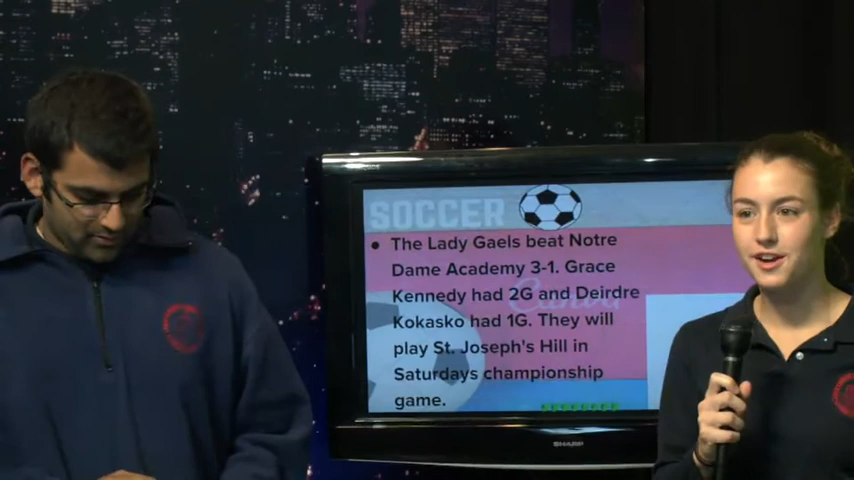 SOCCER
• The Lady Gaels beat Notre
Dame Academy 3-1. Grace
Kennedy had 2G and Deirdre
Kokasko had 1G. They will
play St. Joseph's Hill in
Saturdays championship
game.
Canva
SHARP